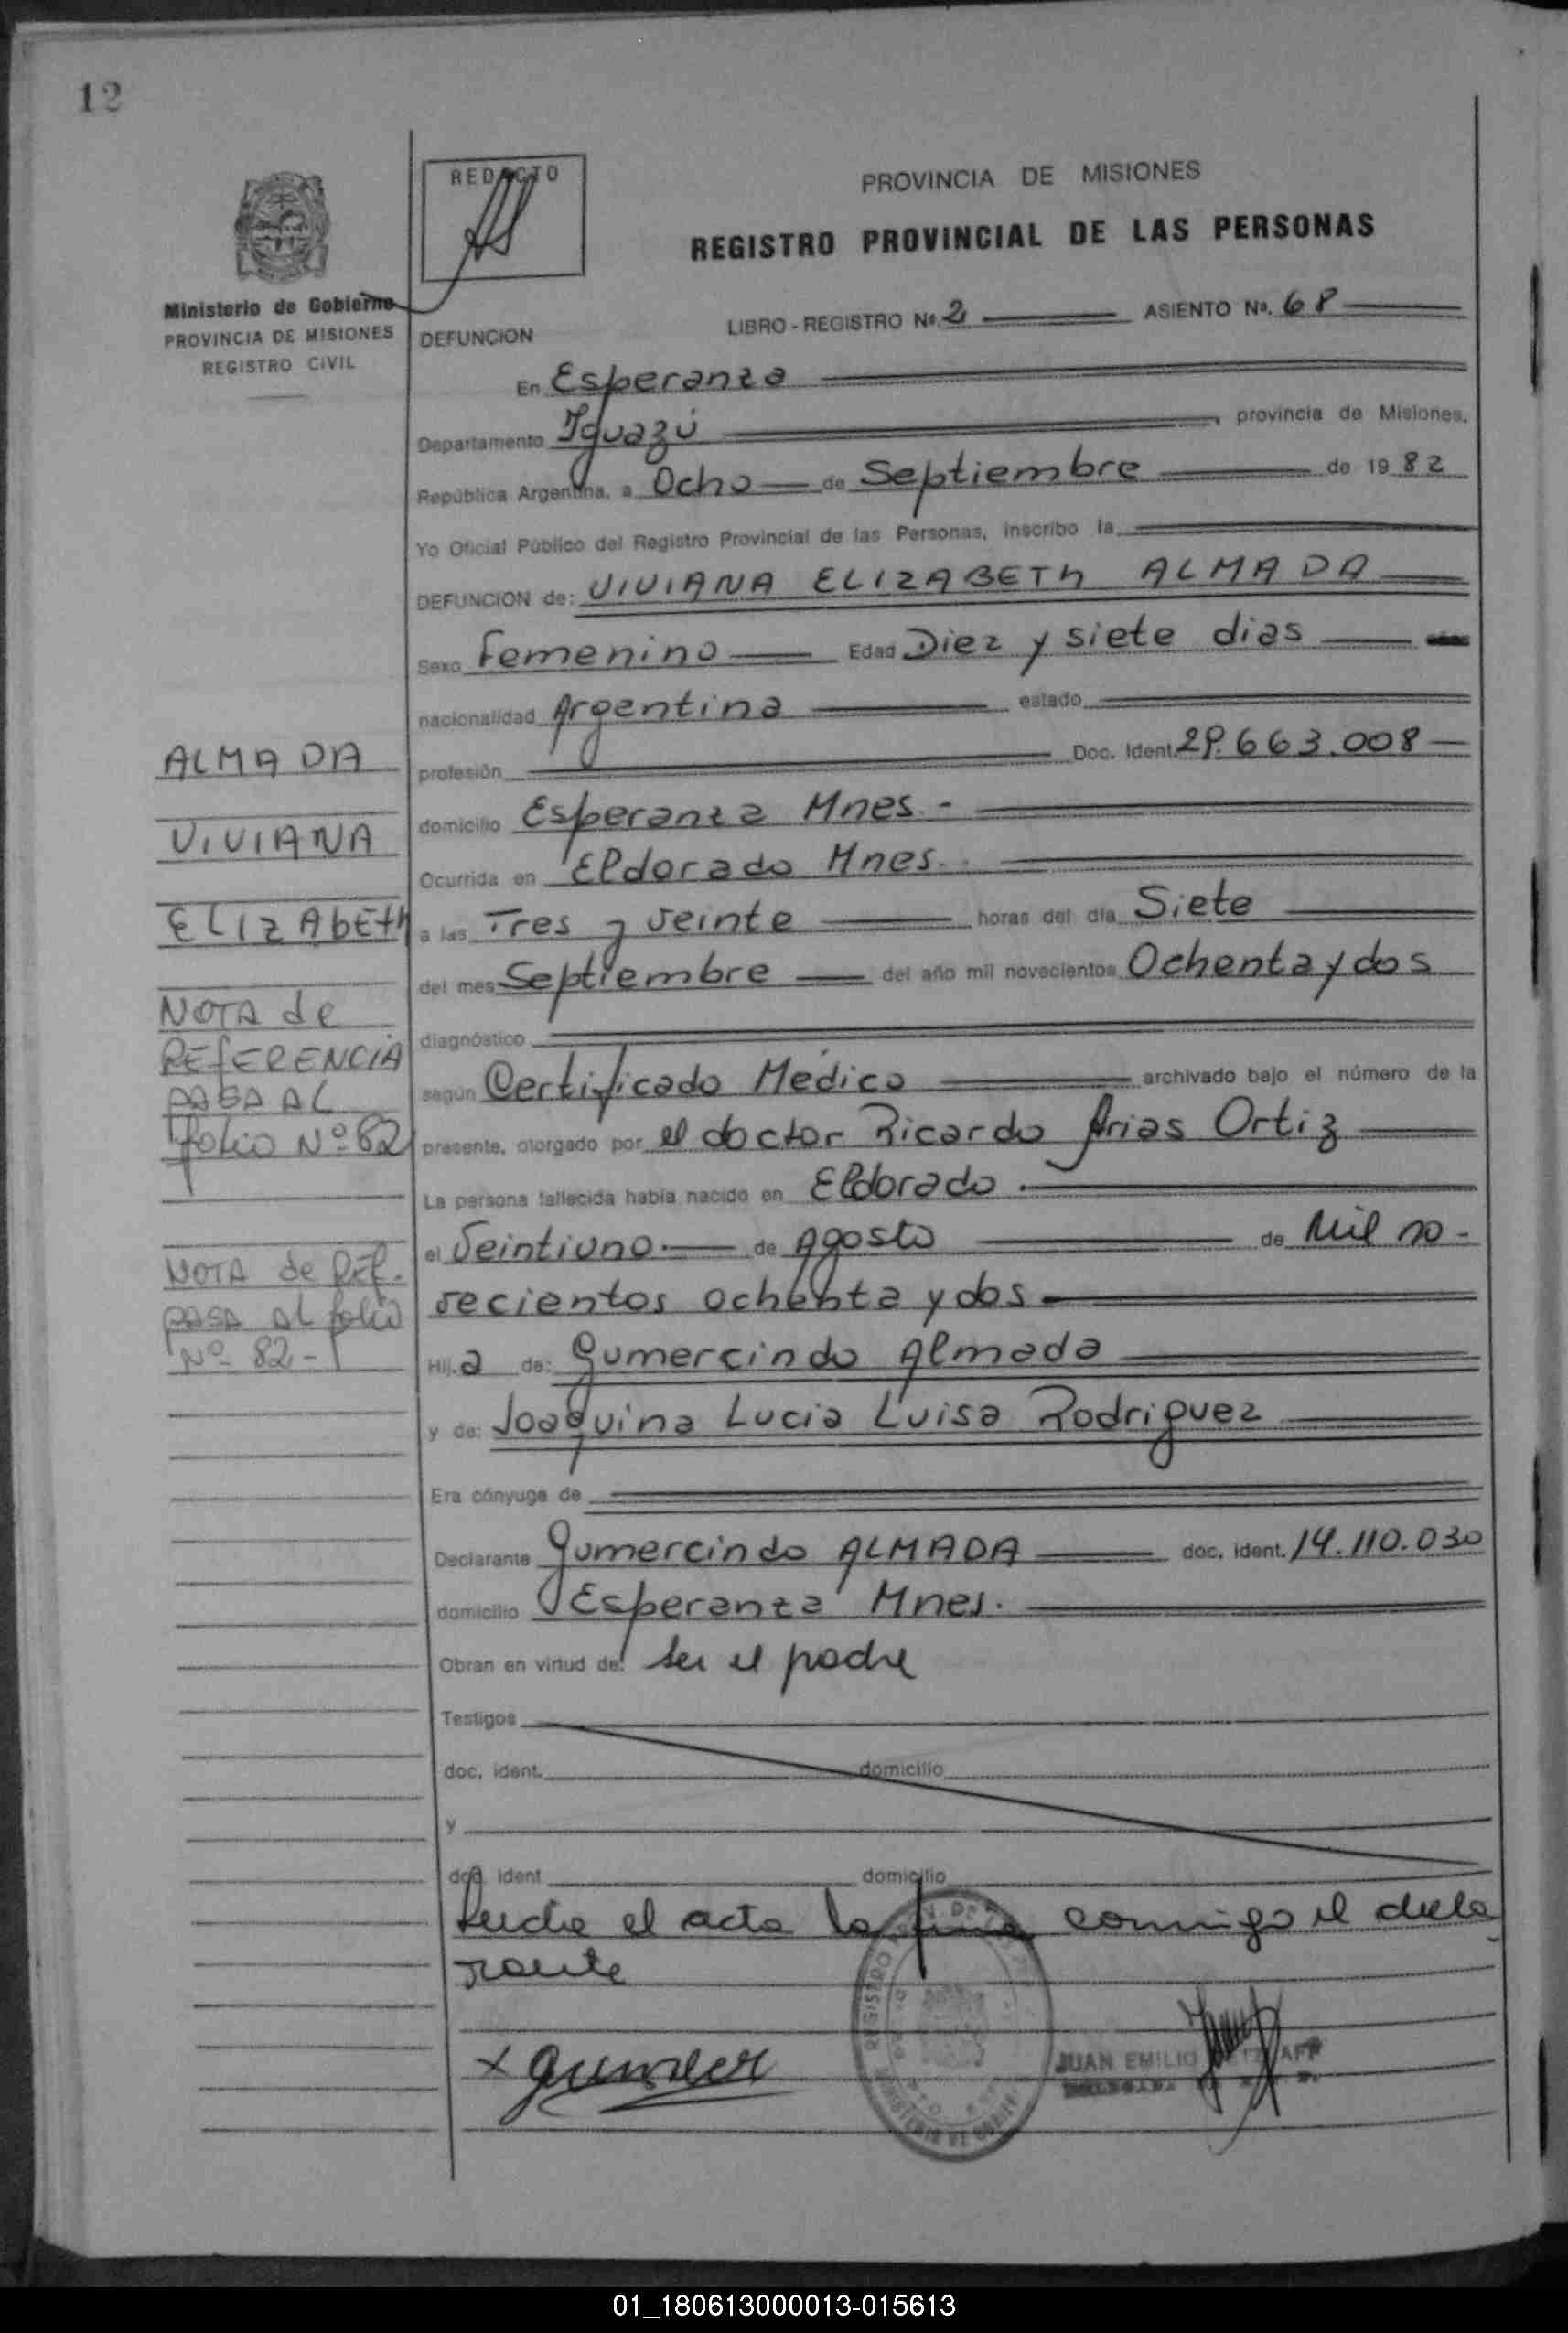 12
REDACTO
PROVINCIA DE MISIONES
REGISTRO PROVINCIAL DE LAS PERSONAS
Ministerio de Gobierno
PROVINCIA DE MISIONES
REGISTRO CIVIL
LIBRO - REGISTRO No. 2 ASIENTO No. 68
DEFUNCION
En Esperanza
Departamento Iguazú, provincia de Misiones,
República Argentina, a Ocho de Septiembre de 1982
Yo Oficial Público del Registro Provincial de las Personas, inscribo la
DEFUNCION de: VIVIANA ELIZABETh ALMADA
Sexo Femenino Edad Diez y siete dias
nacionalidad Argentina estado
profesión Doc. Ident. 29.663.008
domicilio Esperanza Mnes.-
Ocurrida en Eldorado Mnes.
a las Tres y veinte horas del día Siete
del mes Septiembre del año mil novecientos Ochenta y dos
diagnóstico
según Certificado Médico archivado bajo el número de la
presente, otorgado por el doctor Ricardo Arias Ortiz
La persona fallecida había nacido en Eldorado
el Veintiuno de Agosto de Mil no-
vecientos ochenta y dos
Hij.a de: Gumercindo Almada
y de: Joaquina Lucia Luisa Rodriguez
Era cónyuge de
Declarante Gumercindo ALMADA doc. ident. 14.110.030
domicilio Esperanza Mnes.
Obran en virtud de: ser el padre
Testigos
doc. ident. domicilio
y
doc. ident domicilio
Leida el acta la firma conmigo el decla
rante
x Gumer
JUAN EMILIO
ALMADA
VIVIANA
ELIZAbETh
NOTA de
REfERENCIA
PASA AL
folio Nº 62
NOTA de REf.
PASA AL folio
Nº 82-
01_180613000013-015613